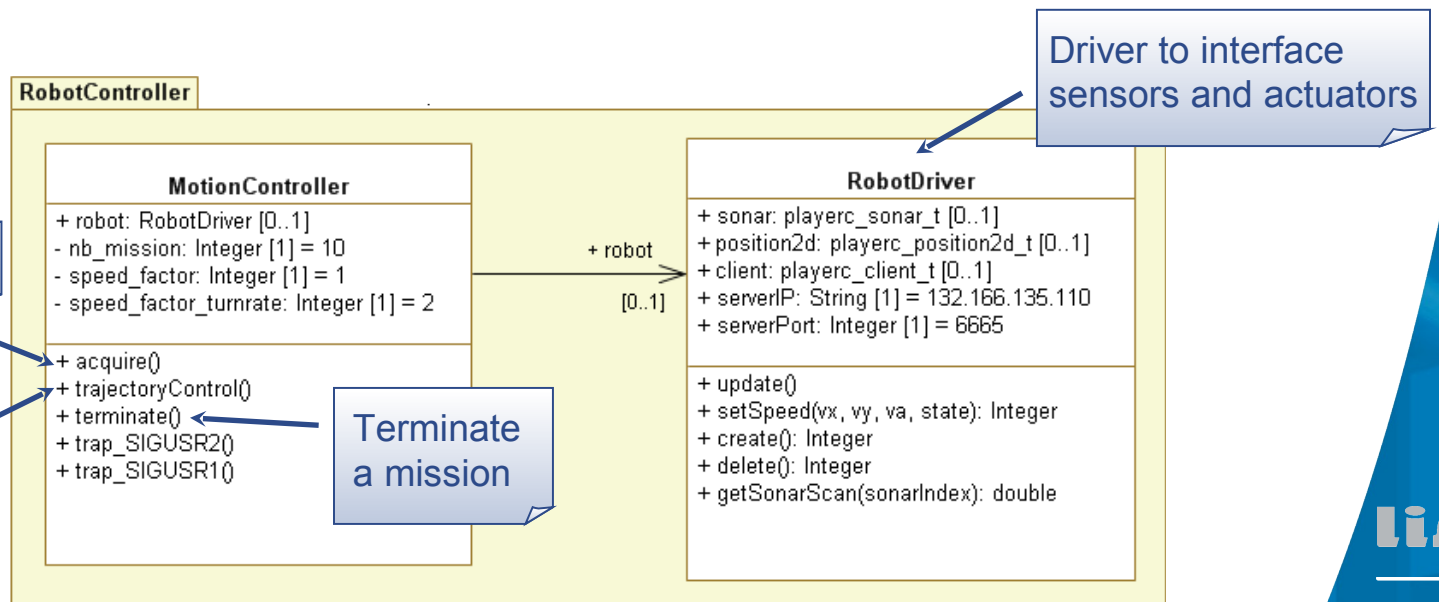 Driver to interface
sensors and actuators
RobotController
MotionController
+ robot: RobotDriver [0..1]
- nb_mission: Integer [1] = 10
- speed_factor: Integer [1] = 1
- speed_factor_turnrate: Integer [1] = 2
+ acquire()
+ trajectoryControl()
+ terminate()
+ trap_SIGUSR2()
+ trap_SIGUSR1()
Terminate
a mission
+ robot
[0..1]
RobotDriver
+ sonar: playerc_sonar_t [0..1]
+ position2d: playerc_position2d_t [0..1]
+ client: playerc_client_t [0..1]
+ serverIP: String [1] = 132.166.135.110
+ serverPort: Integer [1] = 6665
+ update()
+ setSpeed(vx, vy, va, state): Integer
+ create(): Integer
+ delete(): Integer
+ getSonarScan(sonarIndex): double